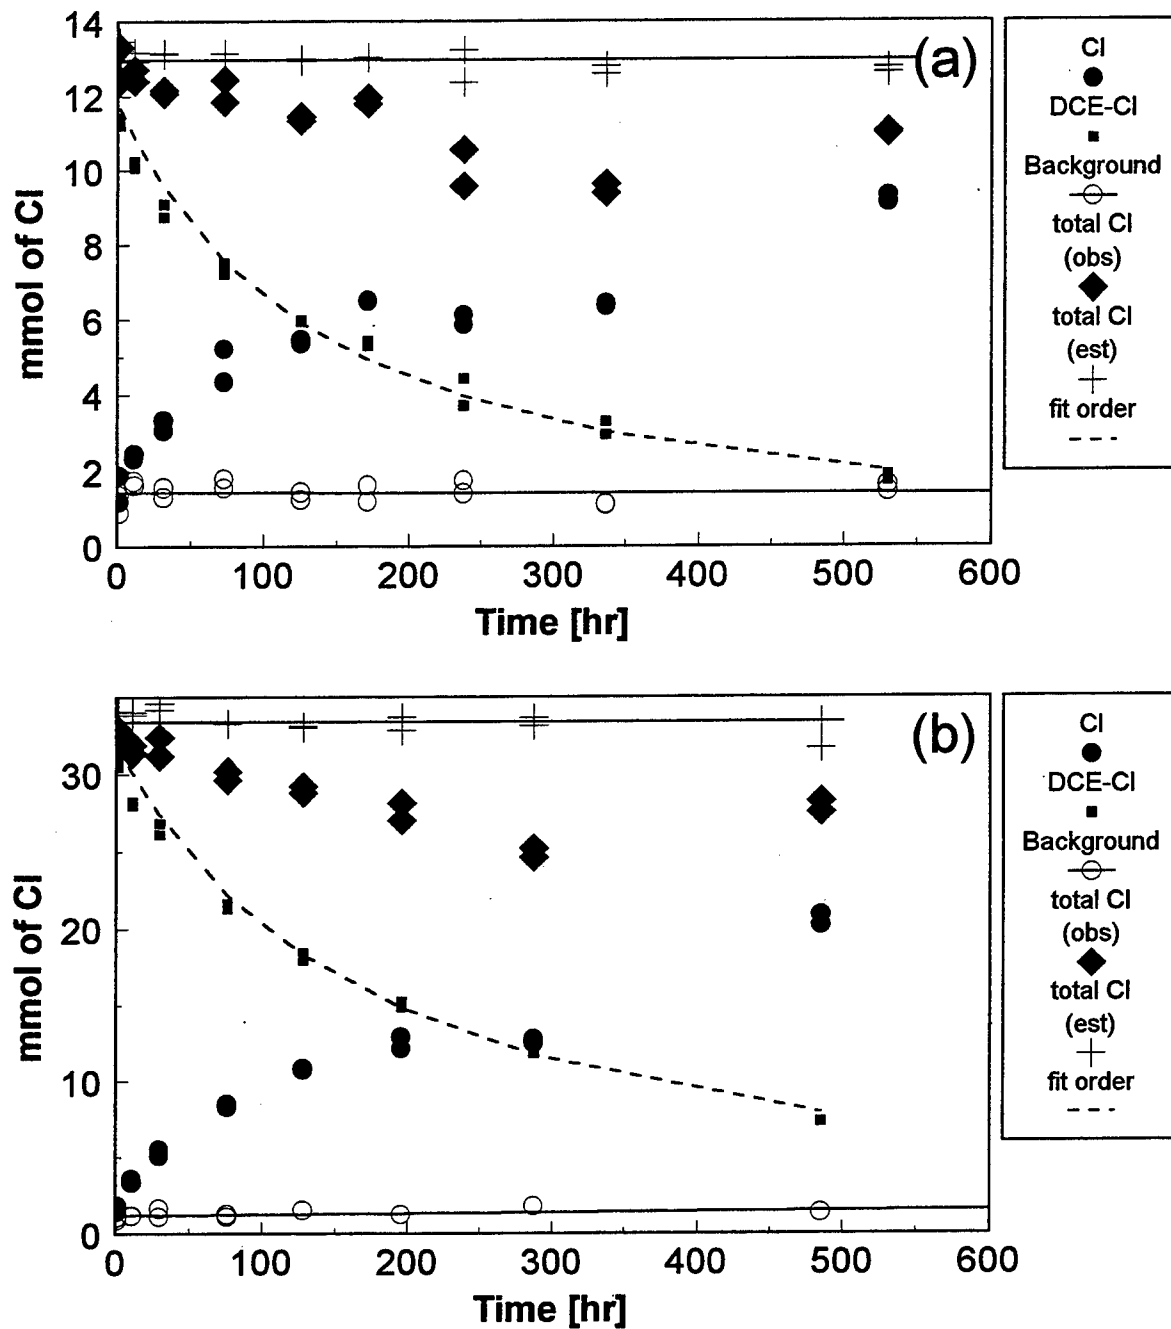 14
12
10
8
6
4
2
0
mmol of Cl
(a)
0 100 200 300 400 500 600
Time [hr]
Cl
DCE-Cl
Background
total Cl
(obs)
total Cl
(est)
fit order
30
20
10
0
mmol of Cl
(b)
0 100 200 300 400 500 600
Time [hr]
Cl
DCE-Cl
Background
total Cl
(obs)
total Cl
(est)
fit order